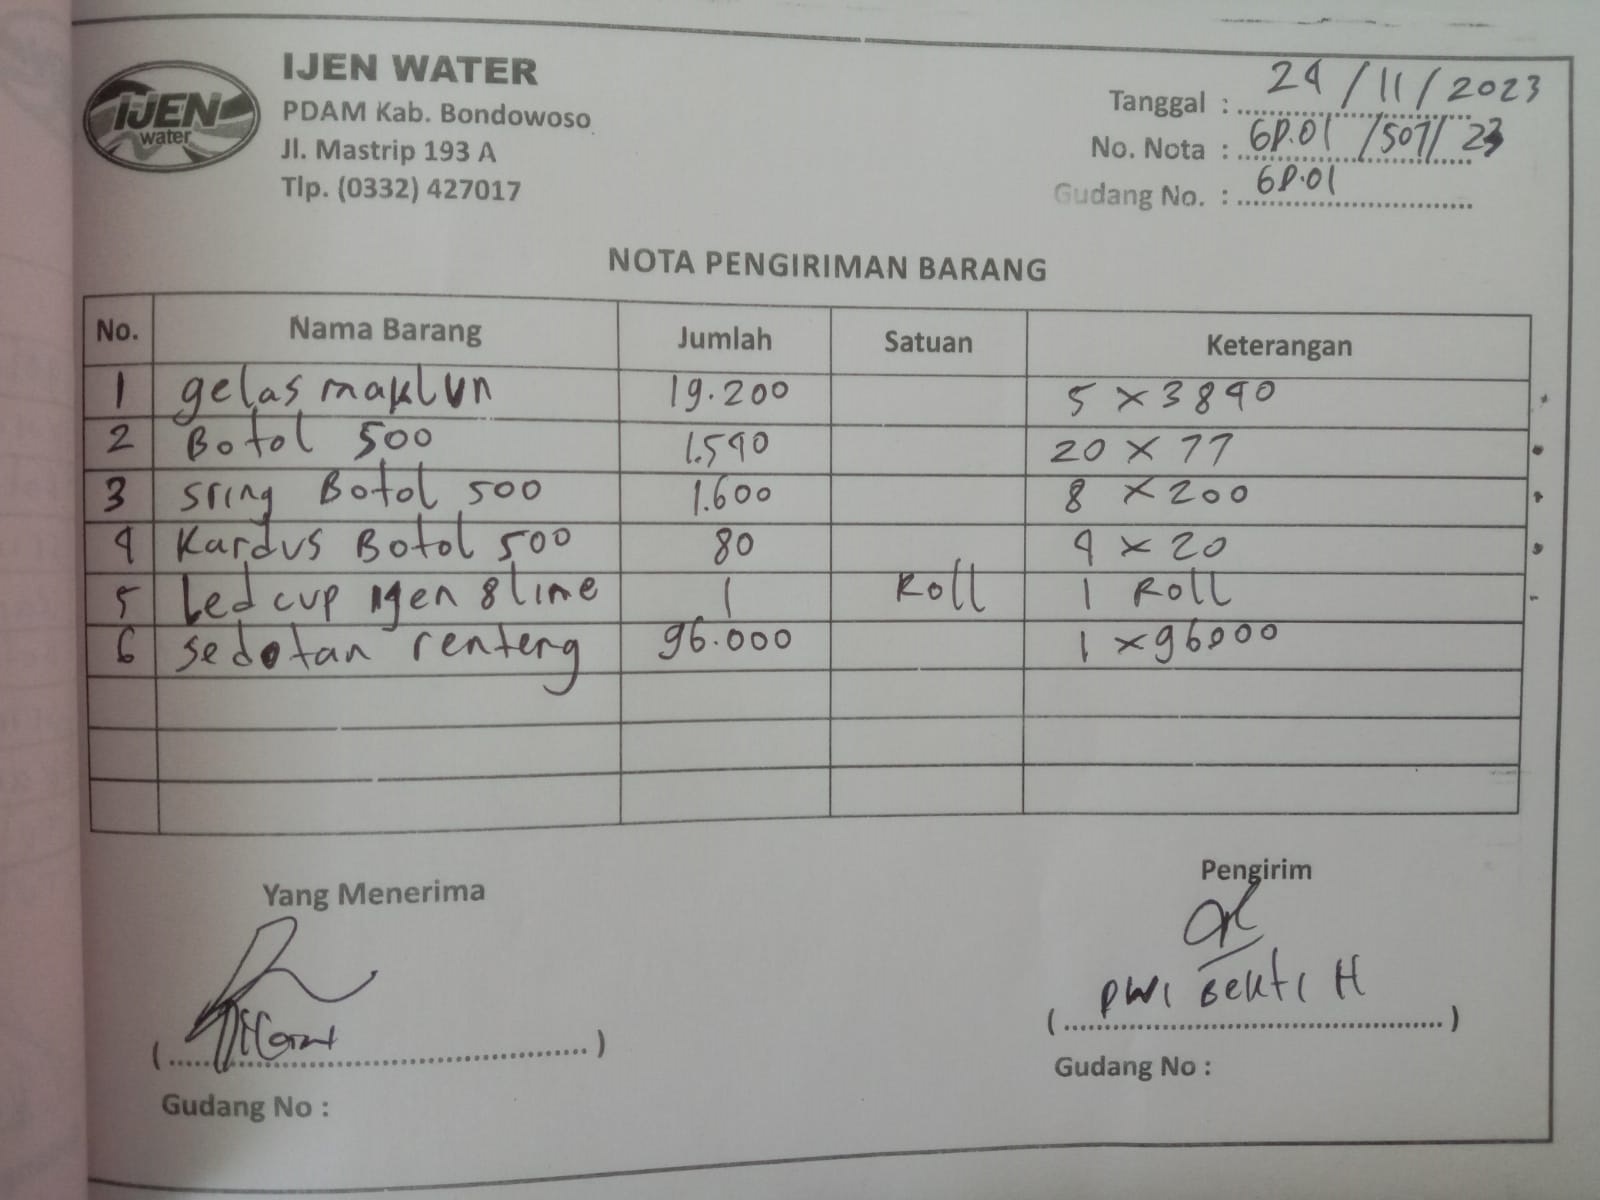 IJEN
water
IJEN WATER
PDAM Kab. Bondowoso
Jl. Mastrip 193 A
Tlp. (0332) 427017
Tanggal : 24 / 11 / 2023
No. Nota : GD.01 /507/ 23
Gudang No. : GD.01
NOTA PENGIRIMAN BARANG
No. Nama Barang Jumlah Satuan Keterangan
1 gelas maklun 19.200 5 x 3840
2 Botol 500 1.540 20 x 77
3 sring Botol 500 1.600 8 x 200
4 Kardus Botol 500 80 4 x 20
5 Led cup ijen 8 line 1 Roll 1 Roll
6 sedotan renteng 96.000 1 x 96000
Yang Menerima
Pengirim
DWI BEKTI H
(..........) (..........)
Gudang No :
Gudang No :